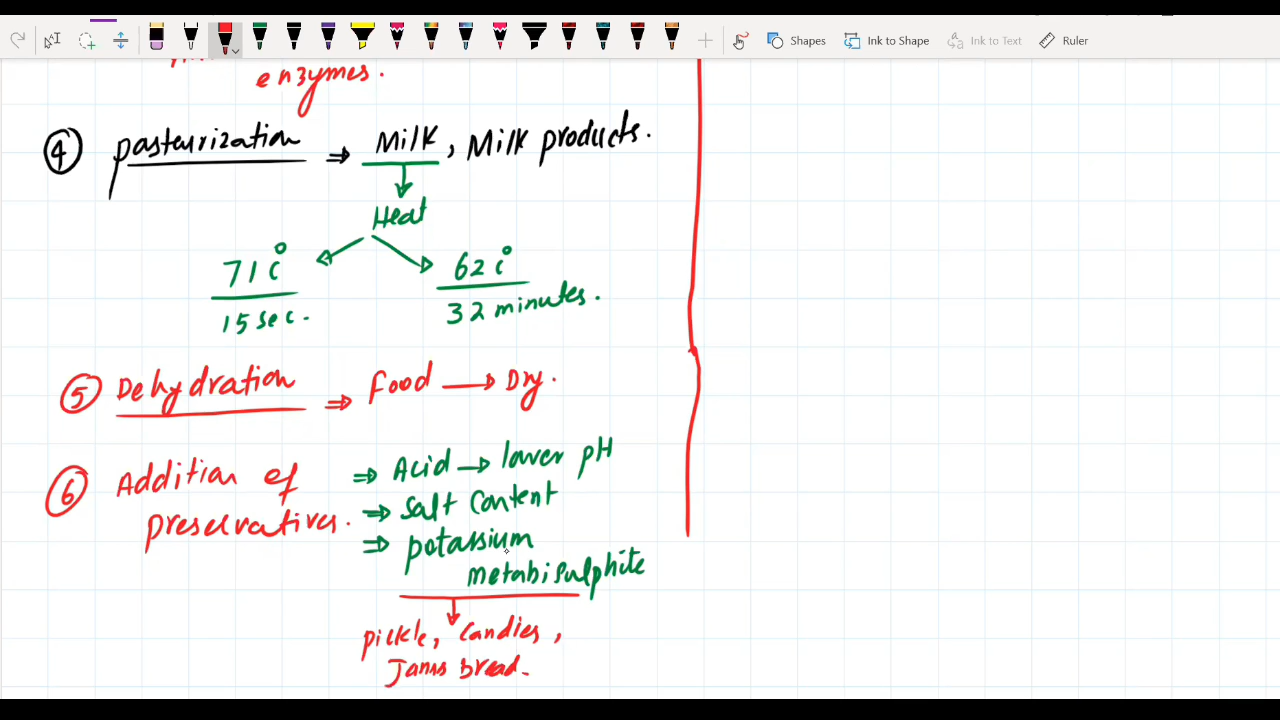 Shapes Ink to Shape Ink to Text Ruler
enzymes.
④ pasteurization ⇒ Milk, Milk products.
Heat
71 c° 62 c°
15 sec. 32 minutes.
⑤ Dehydration ⇒ Food → Dry.
⑥ Addition of ⇒ Acid → lower pH
preservatives. ⇒ salt content
⇒ potassium
metabisulphite
pickle, candies,
Jams bread.